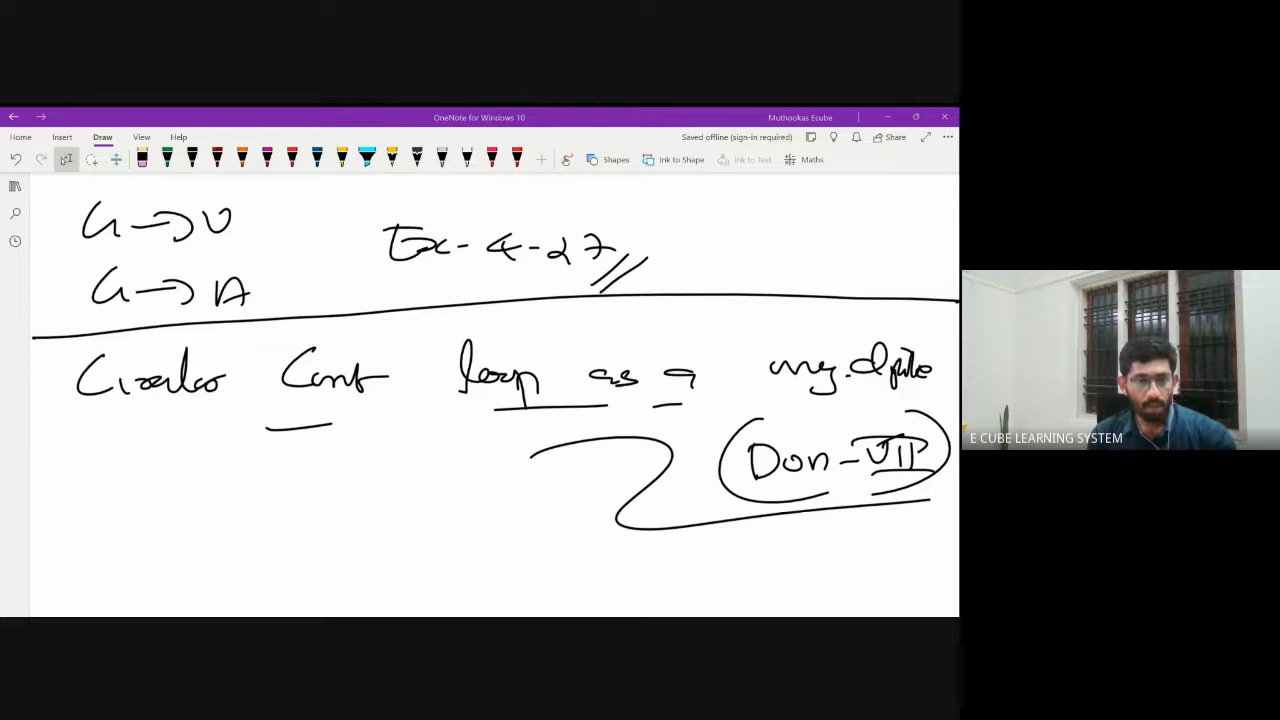 OneNote for Windows 10
Muthookas Ecube
Home Insert Draw View Help
Saved offline (sign-in required)
Share
Shapes
Ink to Shape
Ink to Text
Maths
G → V
Ex-4-27
G → A
loop as a
Don-VIP
E CUBE LEARNING SYSTEM